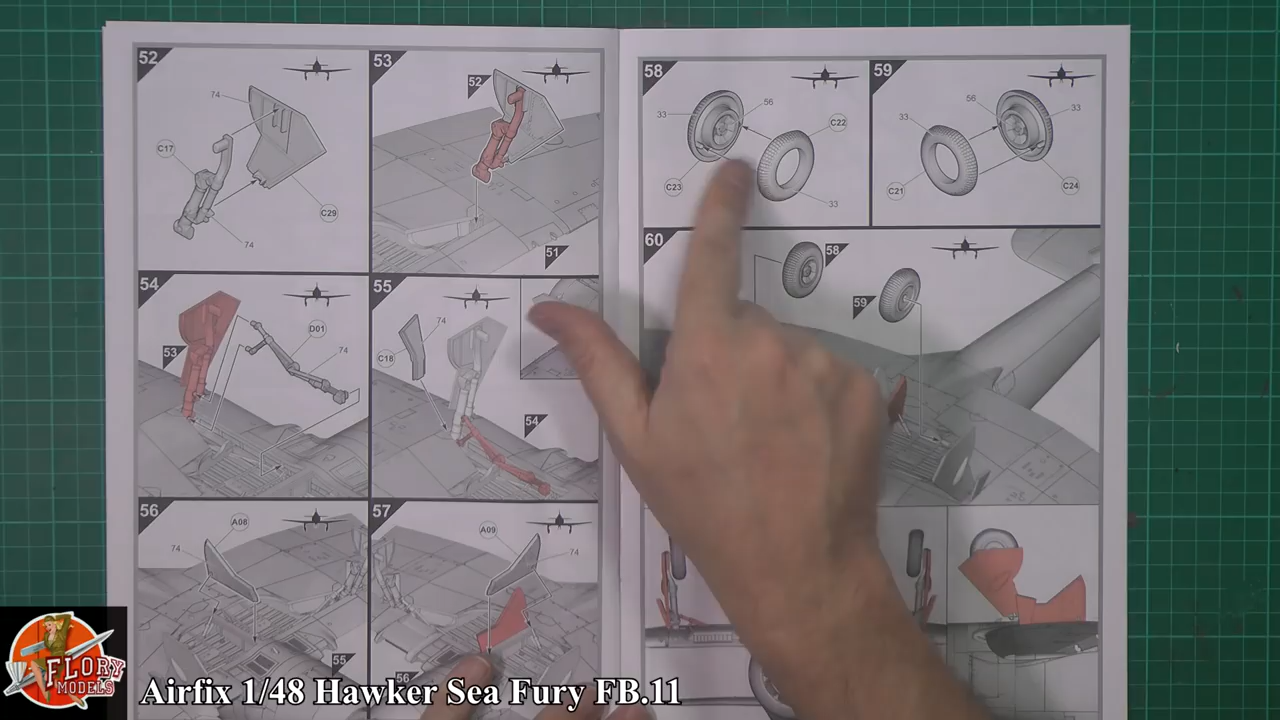 52
74
C17
C29
74
53
52
51
54
53
D01
74
55
74
C18
54
56
A08
74
55
57
A09
74
56
58
33
56
C22
C23
33
59
56
33
33
C21
C24
60
58
59
FLORY
MODELS
Airfix 1/48 Hawker Sea Fury FB.11